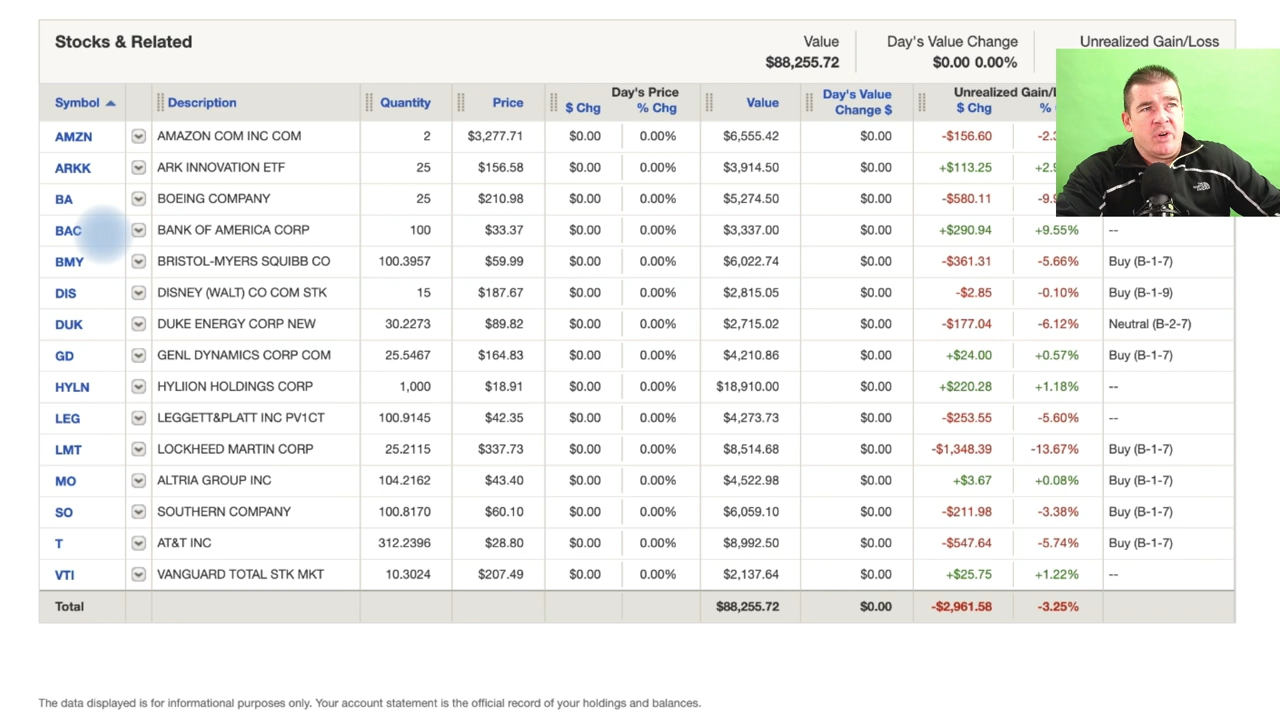 Stocks & Related
Value Day's Value Change Unrealized Gain/Loss
$88,255.72 $0.00 0.00%
Symbol Description Quantity Price Day's Price $ Chg % Chg Value Day's Value Change $ Unrealized Gain/L $ Chg %
AMZN AMAZON COM INC COM 2 $3,277.71 $0.00 0.00% $6,555.42 $0.00 -$156.60
ARKK ARK INNOVATION ETF 25 $156.58 $0.00 0.00% $3,914.50 $0.00 +$113.25
BA BOEING COMPANY 25 $210.98 $0.00 0.00% $5,274.50 $0.00 -$580.11
BAC BANK OF AMERICA CORP 100 $33.37 $0.00 0.00% $3,337.00 $0.00 +$290.94 +9.55% --
BMY BRISTOL-MYERS SQUIBB CO 100.3957 $59.99 $0.00 0.00% $6,022.74 $0.00 -$361.31 -5.66% Buy (B-1-7)
DIS DISNEY (WALT) CO COM STK 15 $187.67 $0.00 0.00% $2,815.05 $0.00 -$2.85 -0.10% Buy (B-1-9)
DUK DUKE ENERGY CORP NEW 30.2273 $89.82 $0.00 0.00% $2,715.02 $0.00 -$177.04 -6.12% Neutral (B-2-7)
GD GENL DYNAMICS CORP COM 25.5467 $164.83 $0.00 0.00% $4,210.86 $0.00 +$24.00 +0.57% Buy (B-1-7)
HYLN HYLIION HOLDINGS CORP 1,000 $18.91 $0.00 0.00% $18,910.00 $0.00 +$220.28 +1.18% --
LEG LEGGETT&PLATT INC PV1CT 100.9145 $42.35 $0.00 0.00% $4,273.73 $0.00 -$253.55 -5.60% --
LMT LOCKHEED MARTIN CORP 25.2115 $337.73 $0.00 0.00% $8,514.68 $0.00 -$1,348.39 -13.67% Buy (B-1-7)
MO ALTRIA GROUP INC 104.2162 $43.40 $0.00 0.00% $4,522.98 $0.00 +$3.67 +0.08% Buy (B-1-7)
SO SOUTHERN COMPANY 100.8170 $60.10 $0.00 0.00% $6,059.10 $0.00 -$211.98 -3.38% Buy (B-1-7)
T AT&T INC 312.2396 $28.80 $0.00 0.00% $8,992.50 $0.00 -$547.64 -5.74% Buy (B-1-7)
VTI VANGUARD TOTAL STK MKT 10.3024 $207.49 $0.00 0.00% $2,137.64 $0.00 +$25.75 +1.22% --
Total $88,255.72 $0.00 -$2,961.58 -3.25%
The data displayed is for informational purposes only. Your account statement is the official record of your holdings and balances.